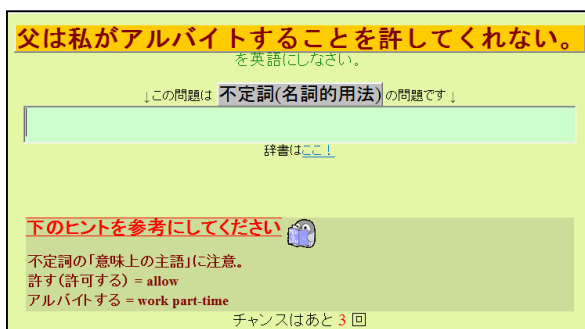 父は私がアルバイトすることを許してくれない。
を英語にしなさい。
↓この問題は 不定詞(名詞的用法) の問題です↓
辞書はここ！
下のヒントを参考にしてください
不定詞の「意味上の主語」に注意。
許す(許可する) = allow
アルバイトする = work part-time
チャンスはあと 3 回